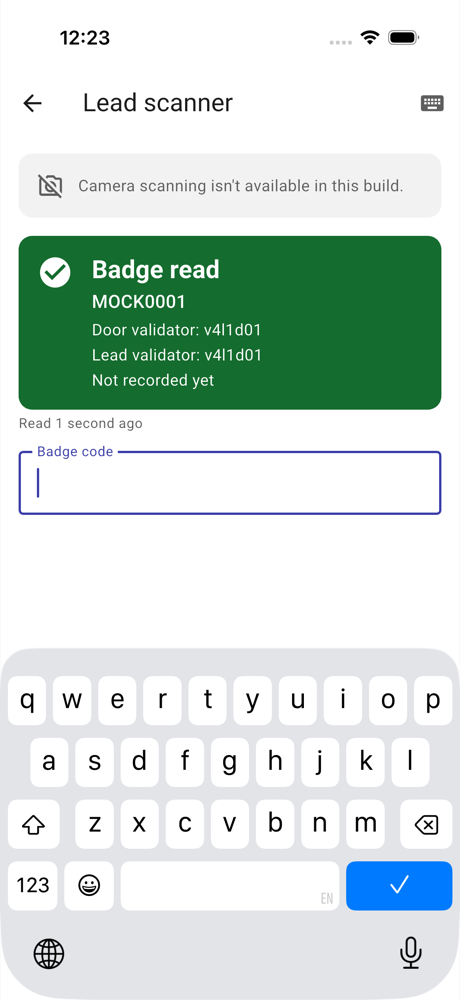 12:23
Lead scanner
Camera scanning isn't available in this build.
Badge read
MOCK0001
Door validator: v4l1d01
Lead validator: v4l1d01
Not recorded yet
Read 1 second ago
Badge code
q w e r t y u i o p
a s d f g h j k l
z x c v b n m
123
EN